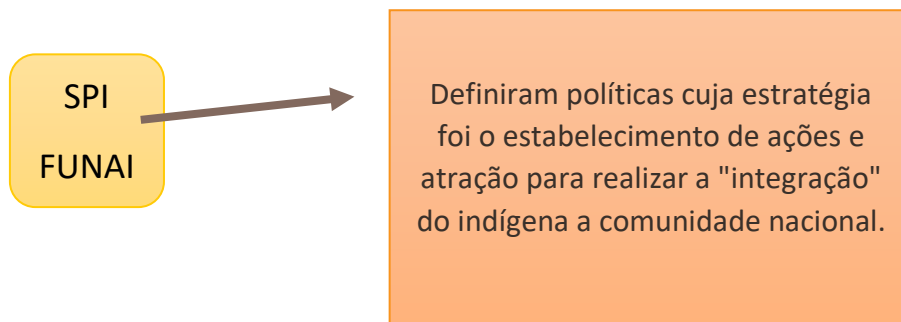 SPI
FUNAI
Definiram políticas cuja estratégia
foi o estabelecimento de ações e
atração para realizar a "integração"
do indígena a comunidade nacional.